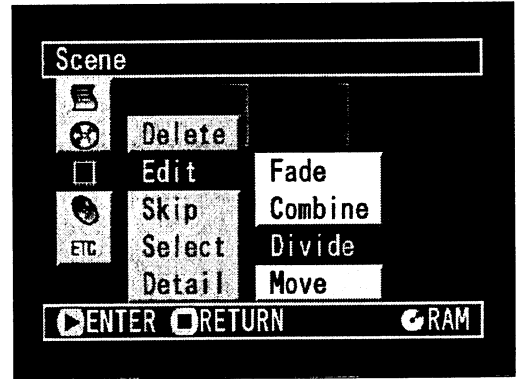 Scene
Delete
Edit Fade
Skip Combine
ETC Select Divide
Detail Move
ENTER RETURN RAM